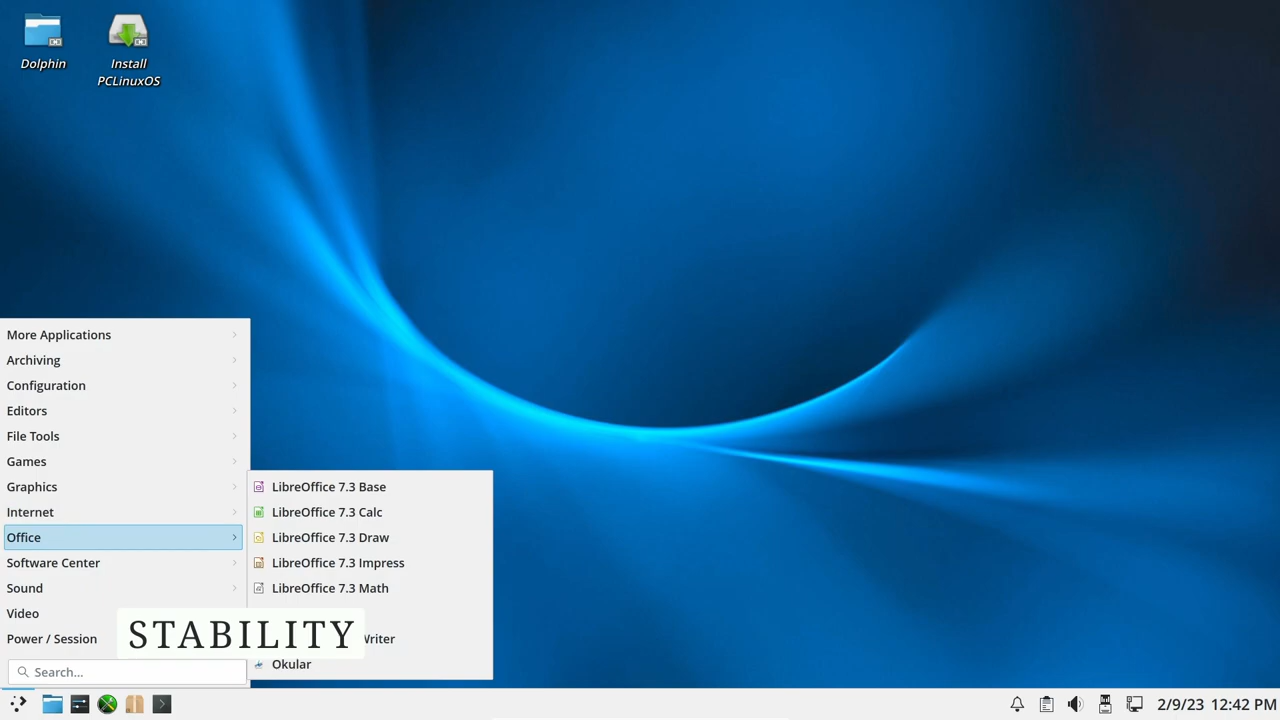 Dolphin
Install
PCLinuxOS
More Applications
Archiving
Configuration
Editors
File Tools
Games
Graphics
Internet
Office
Software Center
Sound
Video
Power / Session
Search...
LibreOffice 7.3 Base
LibreOffice 7.3 Calc
LibreOffice 7.3 Draw
LibreOffice 7.3 Impress
LibreOffice 7.3 Math
Writer
Okular
STABILITY
2/9/23 12:42 PM